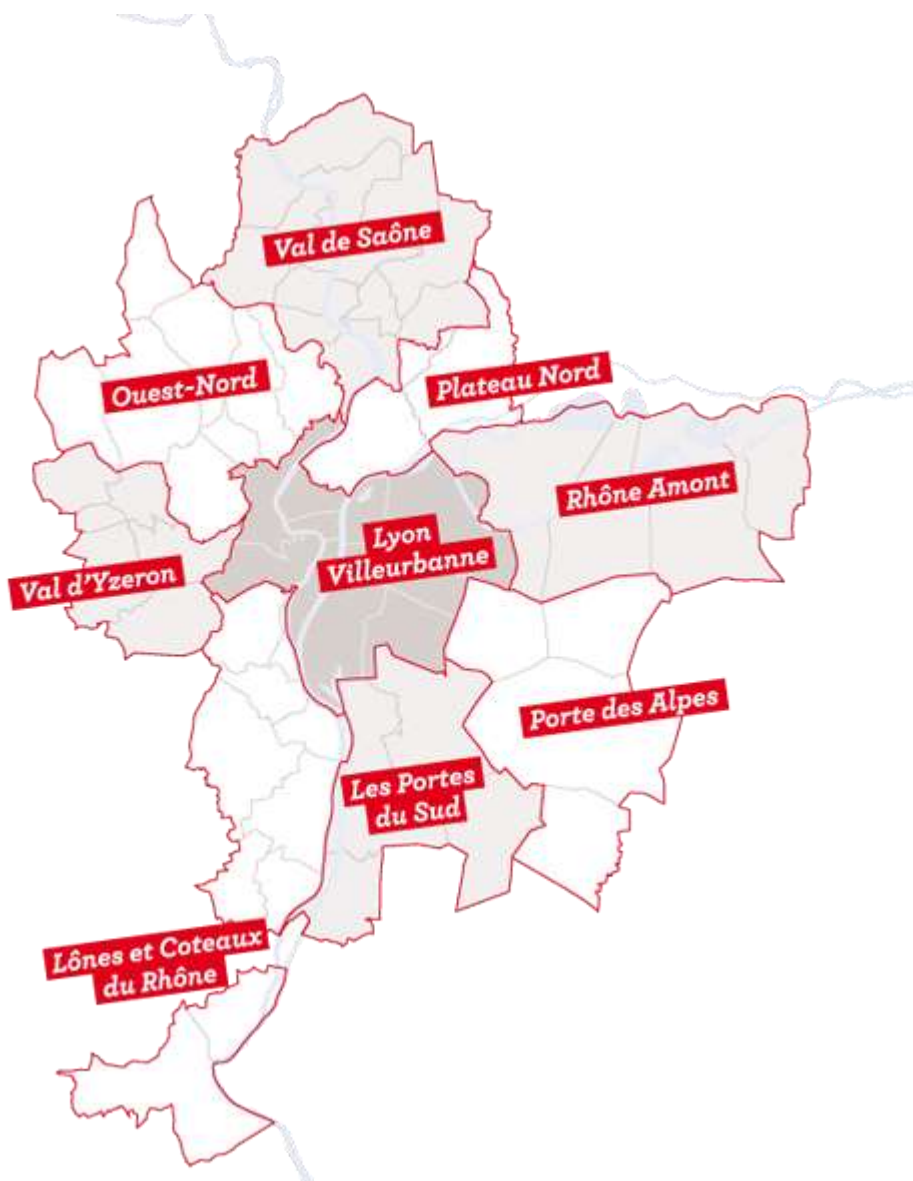 Val de Saône
Ouest-Nord
Plateau Nord
Rhône Amont
Lyon
Villeurbanne
Val d'Yzeron
Porte des Alpes
Les Portes
du Sud
Lônes et Coteaux
du Rhône